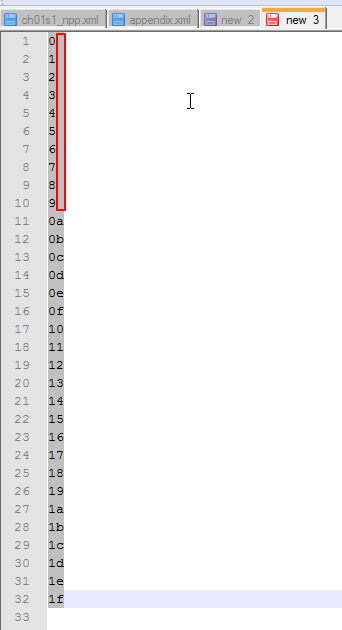 ch01s1_npp.xml appendix.xml new 2 new 3
1 0
2 1
3 2
4 3
5 4
6 5
7 6
8 7
9 8
10 9
11 0a
12 0b
13 0c
14 0d
15 0e
16 0f
17 10
18 11
19 12
20 13
21 14
22 15
23 16
24 17
25 18
26 19
27 1a
28 1b
29 1c
30 1d
31 1e
32 1f
33